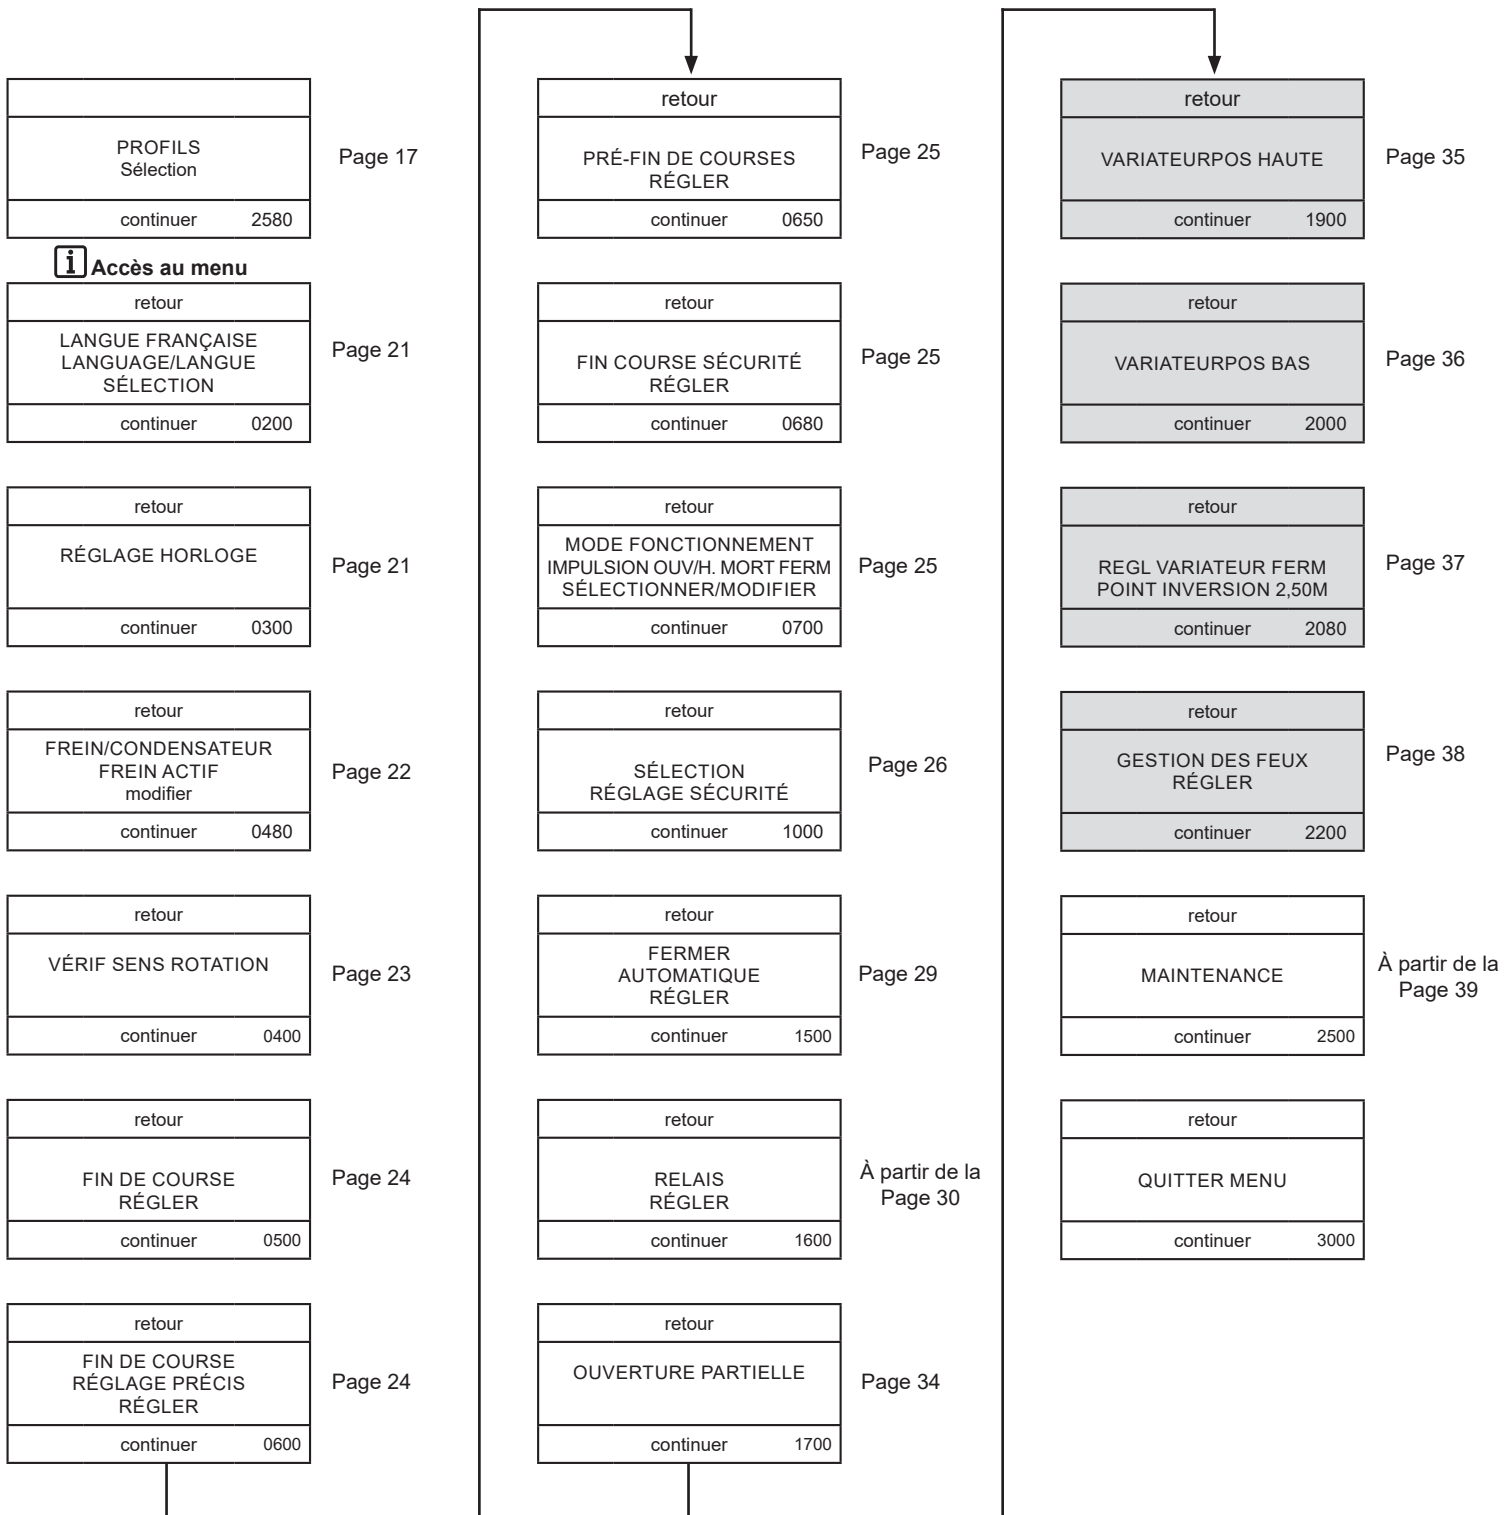 PROFILS
Sélection
continuer 2580
Page 17
i Accès au menu
retour
LANGUE FRANÇAISE
LANGUAGE/LANGUE
SÉLECTION
continuer 0200
Page 21
retour
RÉGLAGE HORLOGE
continuer 0300
Page 21
retour
FREIN/CONDENSATEUR
FREIN ACTIF
modifier
continuer 0480
Page 22
retour
VÉRIF SENS ROTATION
continuer 0400
Page 23
retour
FIN DE COURSE
RÉGLER
continuer 0500
Page 24
retour
FIN DE COURSE
RÉGLAGE PRÉCIS
RÉGLER
continuer 0600
Page 24
retour
PRÉ-FIN DE COURSES
RÉGLER
continuer 0650
Page 25
retour
FIN COURSE SÉCURITÉ
RÉGLER
continuer 0680
Page 25
retour
MODE FONCTIONNEMENT
IMPULSION OUV/H. MORT FERM
SÉLECTIONNER/MODIFIER
continuer 0700
Page 25
retour
SÉLECTION
RÉGLAGE SÉCURITÉ
continuer 1000
Page 26
retour
FERMER
AUTOMATIQUE
RÉGLER
continuer 1500
Page 29
retour
RELAIS
RÉGLER
continuer 1600
À partir de la
Page 30
retour
OUVERTURE PARTIELLE
continuer 1700
Page 34
retour
VARIATEURPOS HAUTE
continuer 1900
Page 35
retour
VARIATEURPOS BAS
continuer 2000
Page 36
retour
REGL VARIATEUR FERM
POINT INVERSION 2,50M
continuer 2080
Page 37
retour
GESTION DES FEUX
RÉGLER
continuer 2200
Page 38
retour
MAINTENANCE
continuer 2500
À partir de la
Page 39
retour
QUITTER MENU
continuer 3000